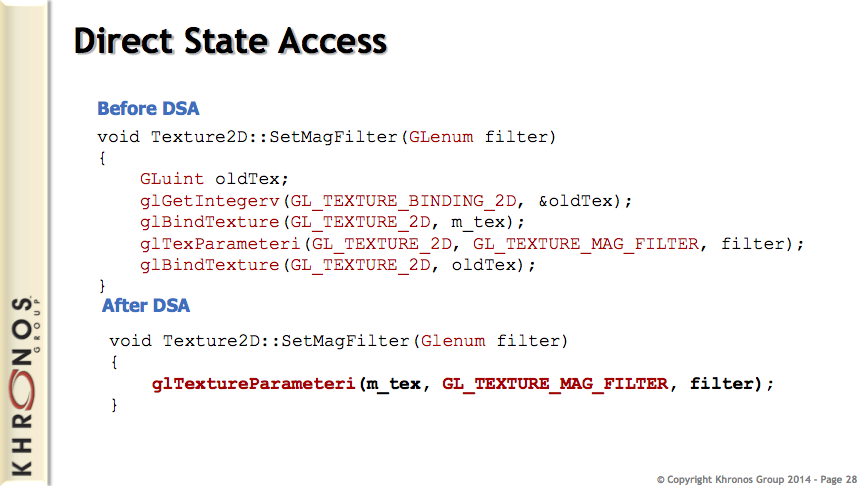 Direct State Access
Before DSA
void Texture2D::SetMagFilter(GLenum filter)
{
    GLuint oldTex;
    glGetIntegerv(GL_TEXTURE_BINDING_2D, &oldTex);
    glBindTexture(GL_TEXTURE_2D, m_tex);
    glTexParameteri(GL_TEXTURE_2D, GL_TEXTURE_MAG_FILTER, filter);
    glBindTexture(GL_TEXTURE_2D, oldTex);
}
After DSA
void Texture2D::SetMagFilter(Glenum filter)
{
    glTextureParameteri(m_tex, GL_TEXTURE_MAG_FILTER, filter);
}
KHRONOS
GROUP
© Copyright Khronos Group 2014 - Page 28